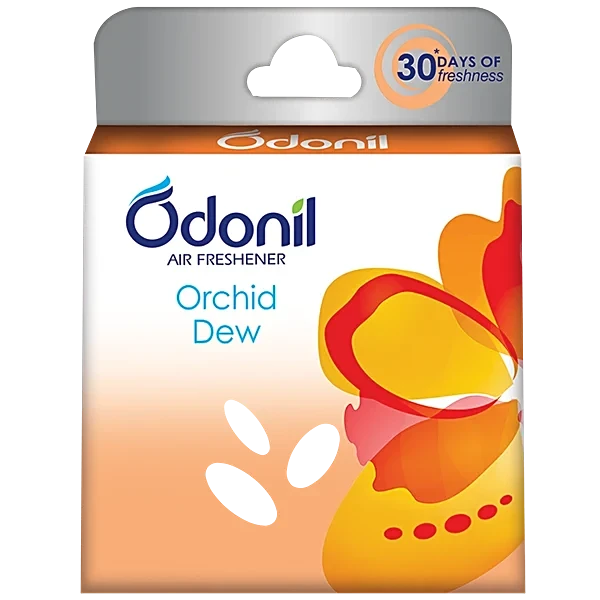 30* DAYS OF
freshness
Odonil
Odonil
AIR FRESHENER
Orchid
Dew